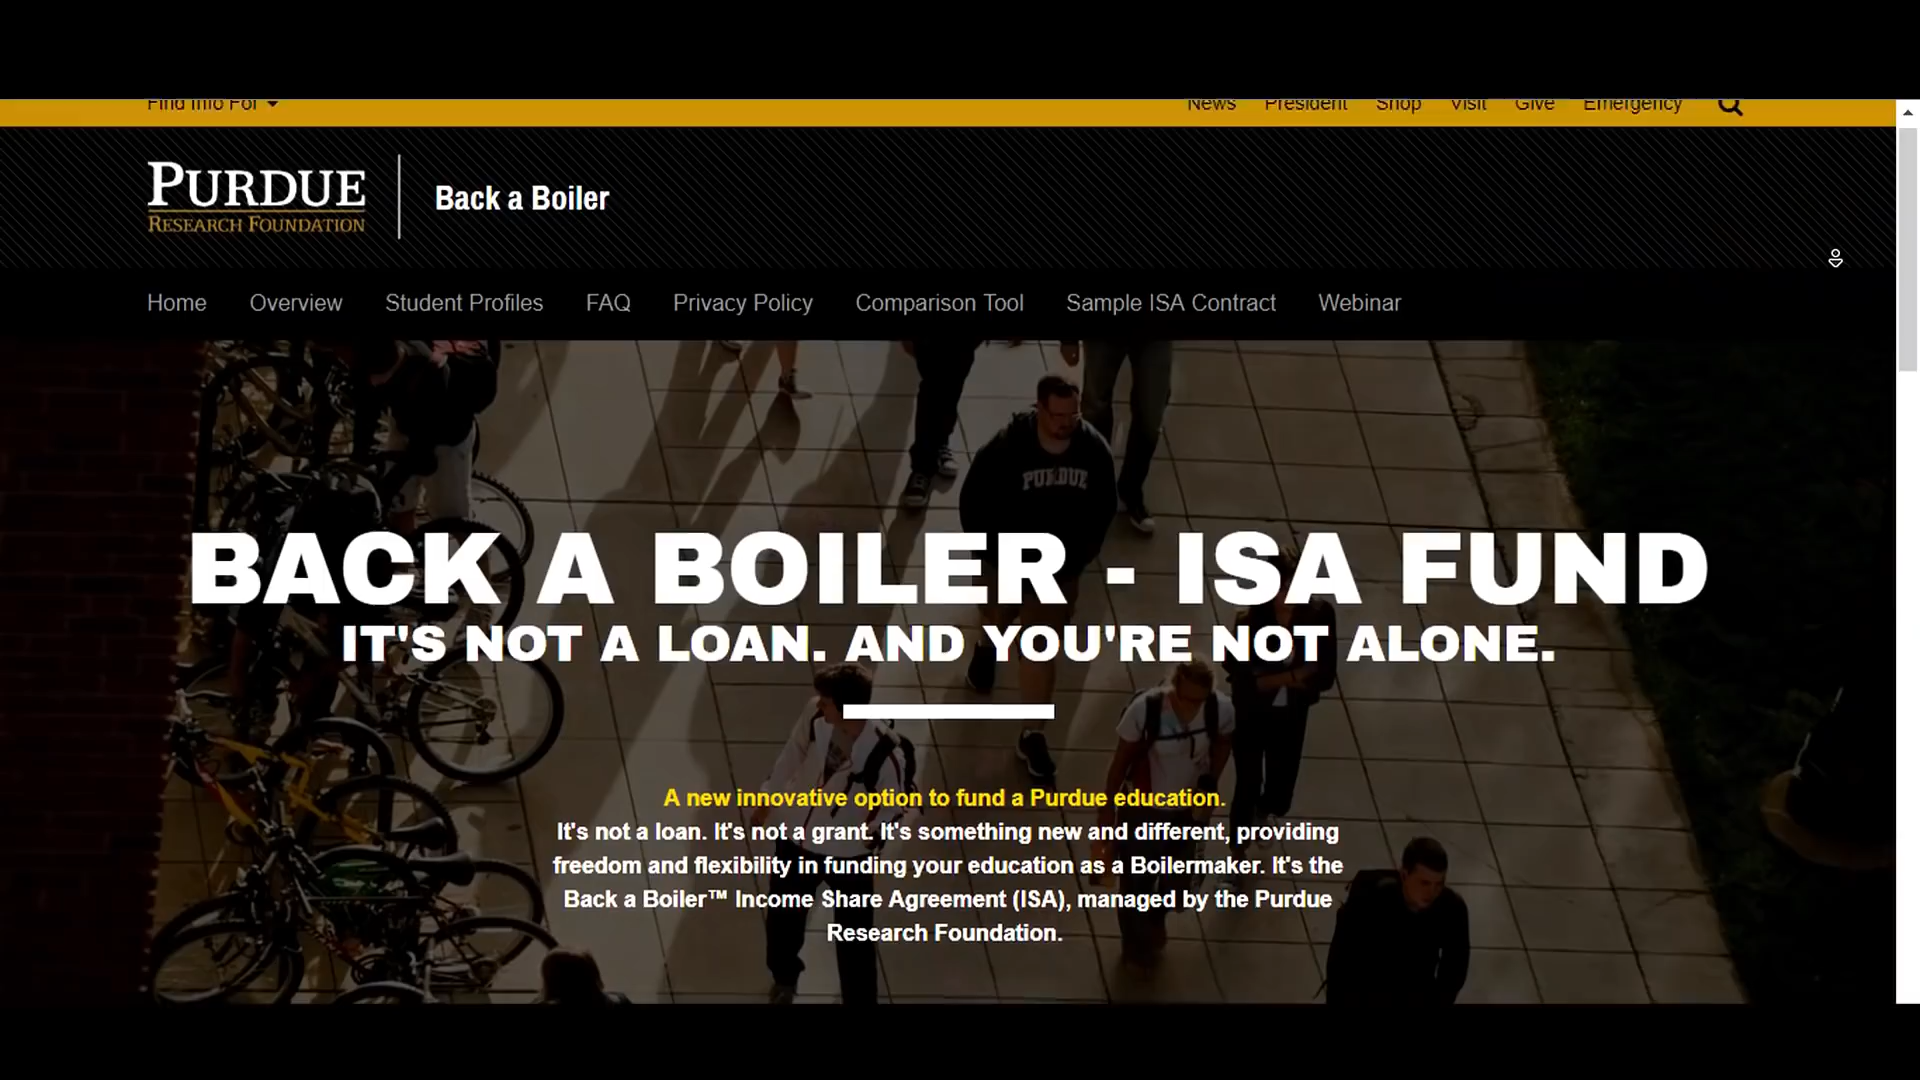 Find Info For
News President Shop Visit Give Emergency
PURDUE
RESEARCH FOUNDATION
Back a Boiler
Home Overview Student Profiles FAQ Privacy Policy Comparison Tool Sample ISA Contract Webinar
PURDUE
BACK A BOILER - ISA FUND
IT'S NOT A LOAN. AND YOU'RE NOT ALONE.
A new innovative option to fund a Purdue education.
It's not a loan. It's not a grant. It's something new and different, providing
freedom and flexibility in funding your education as a Boilermaker. It's the
Back a Boiler™ Income Share Agreement (ISA), managed by the Purdue
Research Foundation.